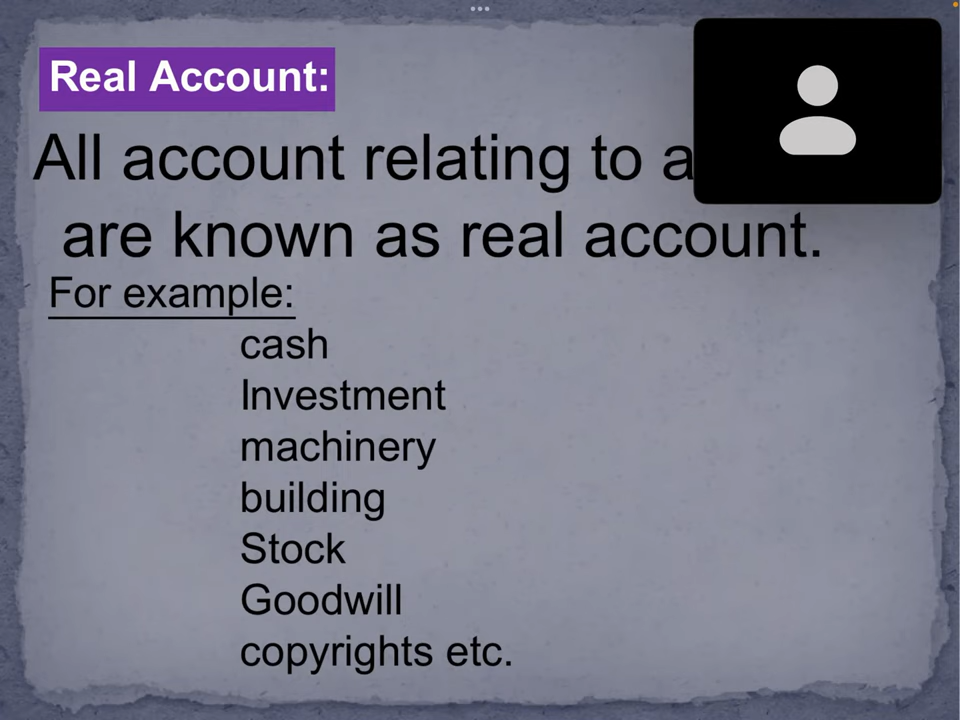 Real Account:
All account relating to
are known as real account.
For example:
cash
Investment
machinery
building
Stock
Goodwill
copyrights etc.